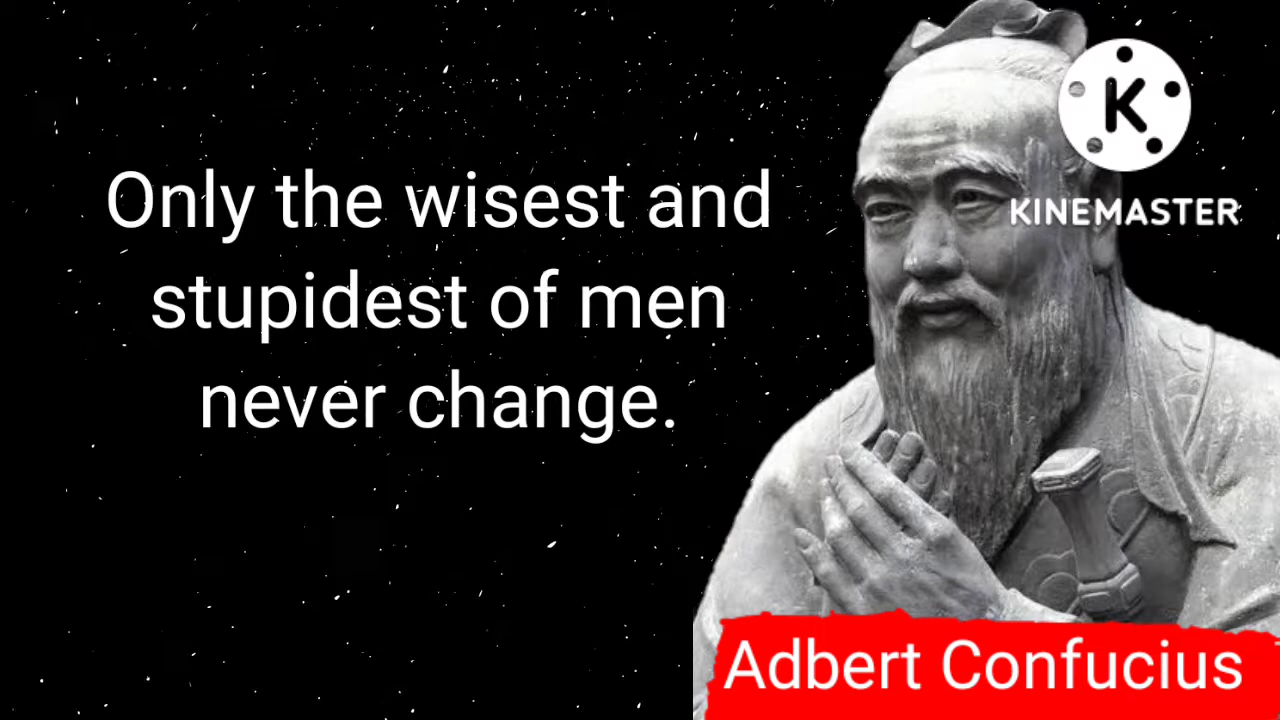 Only the wisest and
stupidest of men
never change.
K
KINEMASTER
Adbert Confucius